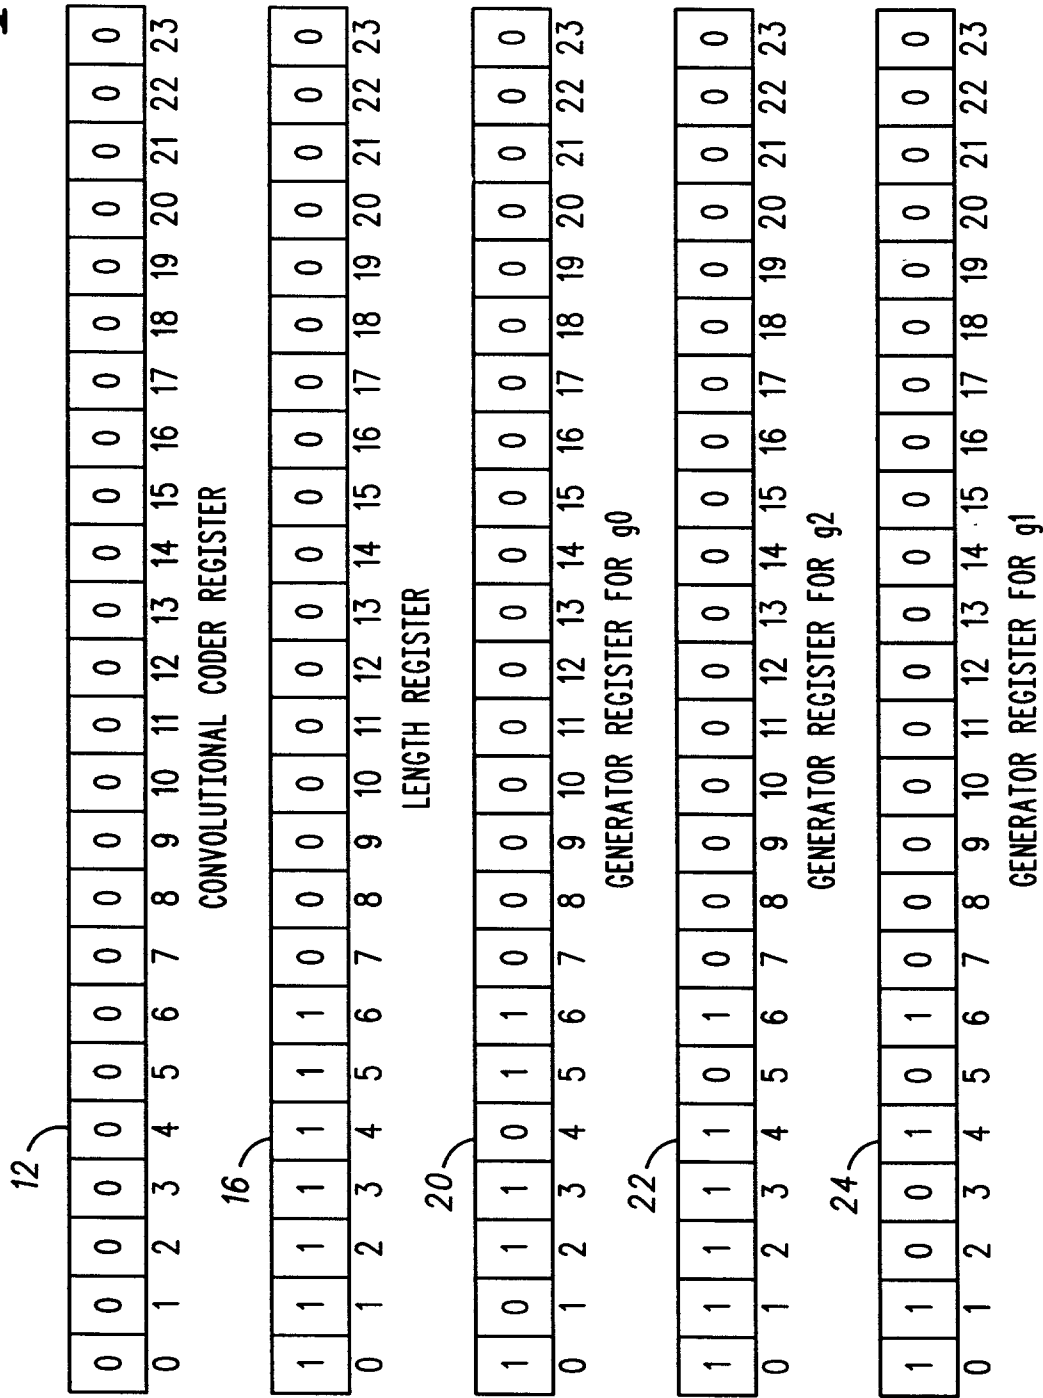 12
0 0 0 0 0 0 0 0 0 0 0 0 0 0 0 0 0 0 0 0 0 0 0 0
0 1 2 3 4 5 6 7 8 9 10 11 12 13 14 15 16 17 18 19 20 21 22 23
CONVOLUTIONAL CODER REGISTER
16
1 1 1 1 1 1 1 0 0 0 0 0 0 0 0 0 0 0 0 0 0 0 0 0
0 1 2 3 4 5 6 7 8 9 10 11 12 13 14 15 16 17 18 19 20 21 22 23
LENGTH REGISTER
20
1 0 1 1 0 1 1 0 0 0 0 0 0 0 0 0 0 0 0 0 0 0 0 0
0 1 2 3 4 5 6 7 8 9 10 11 12 13 14 15 16 17 18 19 20 21 22 23
GENERATOR REGISTER FOR g0
22
1 1 1 1 1 0 1 0 0 0 0 0 0 0 0 0 0 0 0 0 0 0 0 0
0 1 2 3 4 5 6 7 8 9 10 11 12 13 14 15 16 17 18 19 20 21 22 23
GENERATOR REGISTER FOR g2
24
1 1 0 0 1 0 1 0 0 0 0 0 0 0 0 0 0 0 0 0 0 0 0 0
0 1 2 3 4 5 6 7 8 9 10 11 12 13 14 15 16 17 18 19 20 21 22 23
GENERATOR REGISTER FOR g1